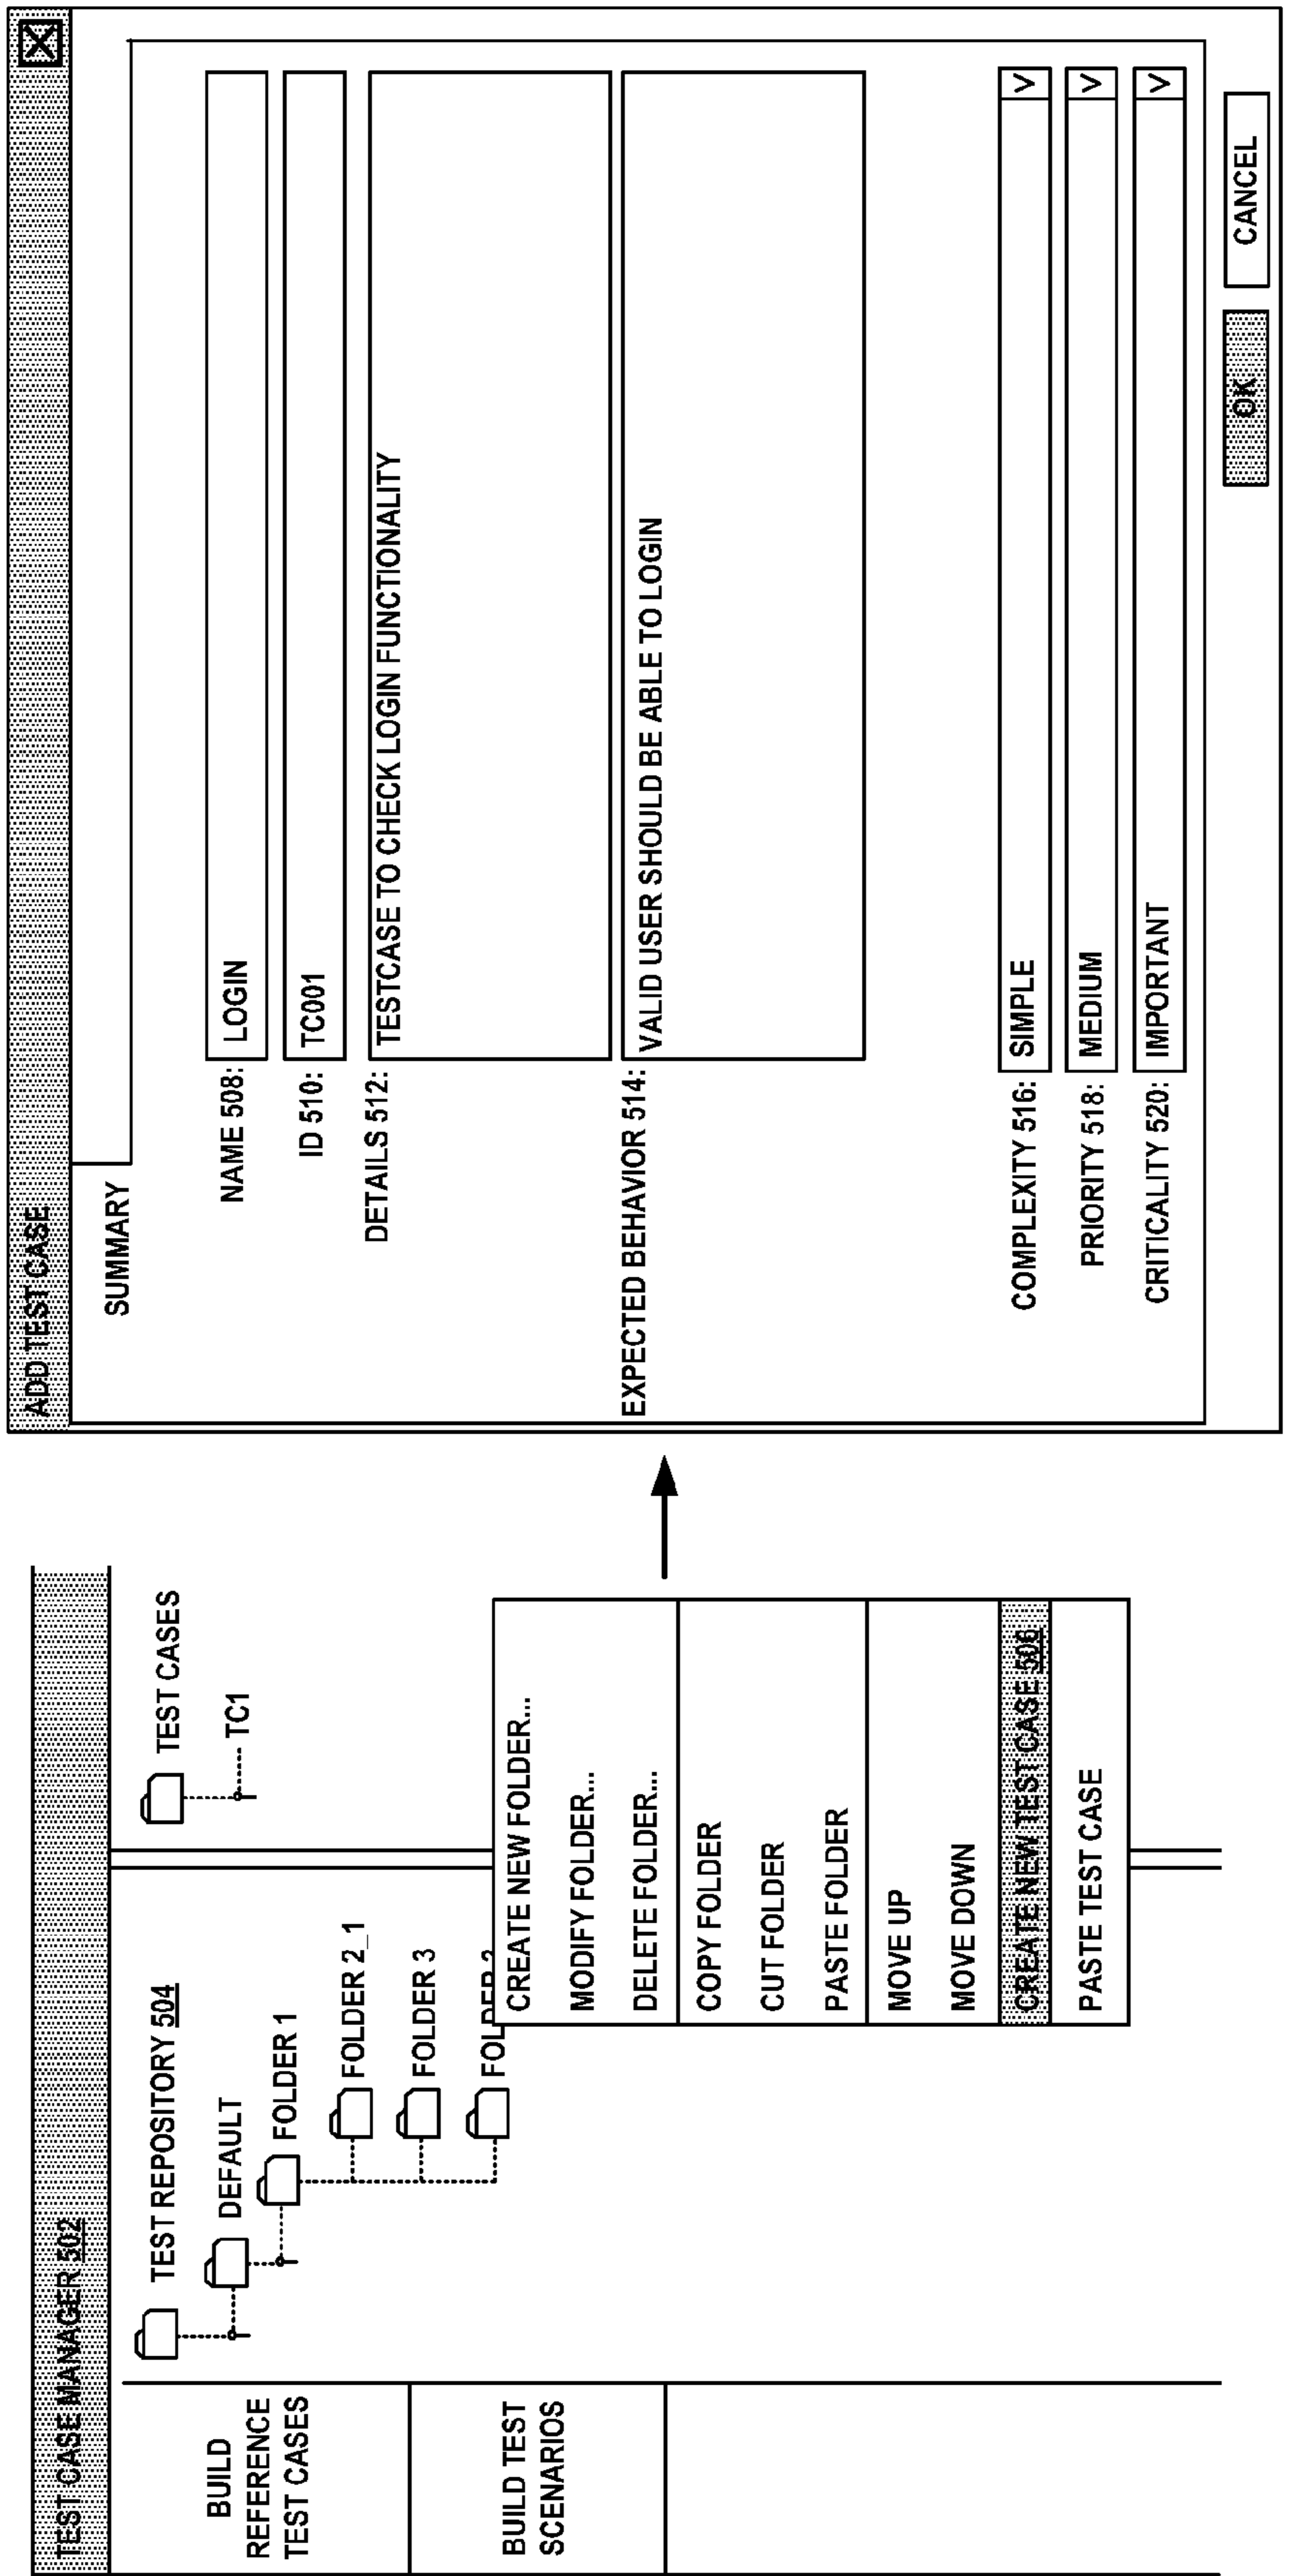 TEST CASE MANAGER 502
BUILD
REFERENCE
TEST CASES
BUILD TEST
SCENARIOS
TEST REPOSITORY 504
DEFAULT
FOLDER 1
FOLDER 2_1
FOLDER 3
FOLDER 2
TEST CASES
TC1
CREATE NEW FOLDER...
MODIFY FOLDER...
DELETE FOLDER...
COPY FOLDER
CUT FOLDER
PASTE FOLDER
MOVE UP
MOVE DOWN
CREATE NEW TEST CASE 506
PASTE TEST CASE
ADD TEST CASE
SUMMARY
NAME 508: LOGIN
ID 510: TC001
DETAILS 512: TESTCASE TO CHECK LOGIN FUNCTIONALITY
EXPECTED BEHAVIOR 514: VALID USER SHOULD BE ABLE TO LOGIN
COMPLEXITY 516: SIMPLE
PRIORITY 518: MEDIUM
CRITICALITY 520: IMPORTANT
OK
CANCEL